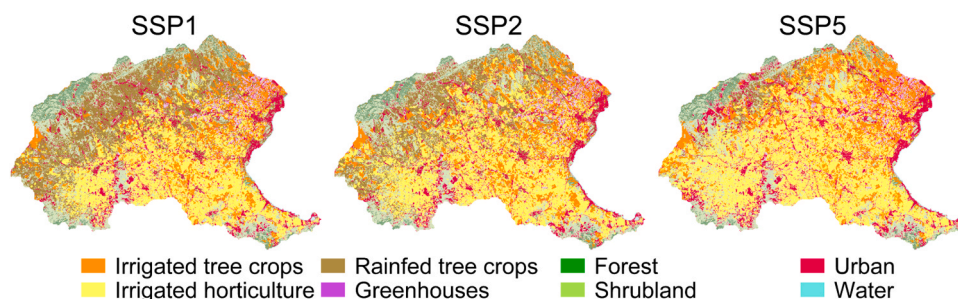 SSP1 SSP2 SSP5
Irrigated tree crops Rainfed tree crops Forest Urban
Irrigated horticulture Greenhouses Shrubland Water